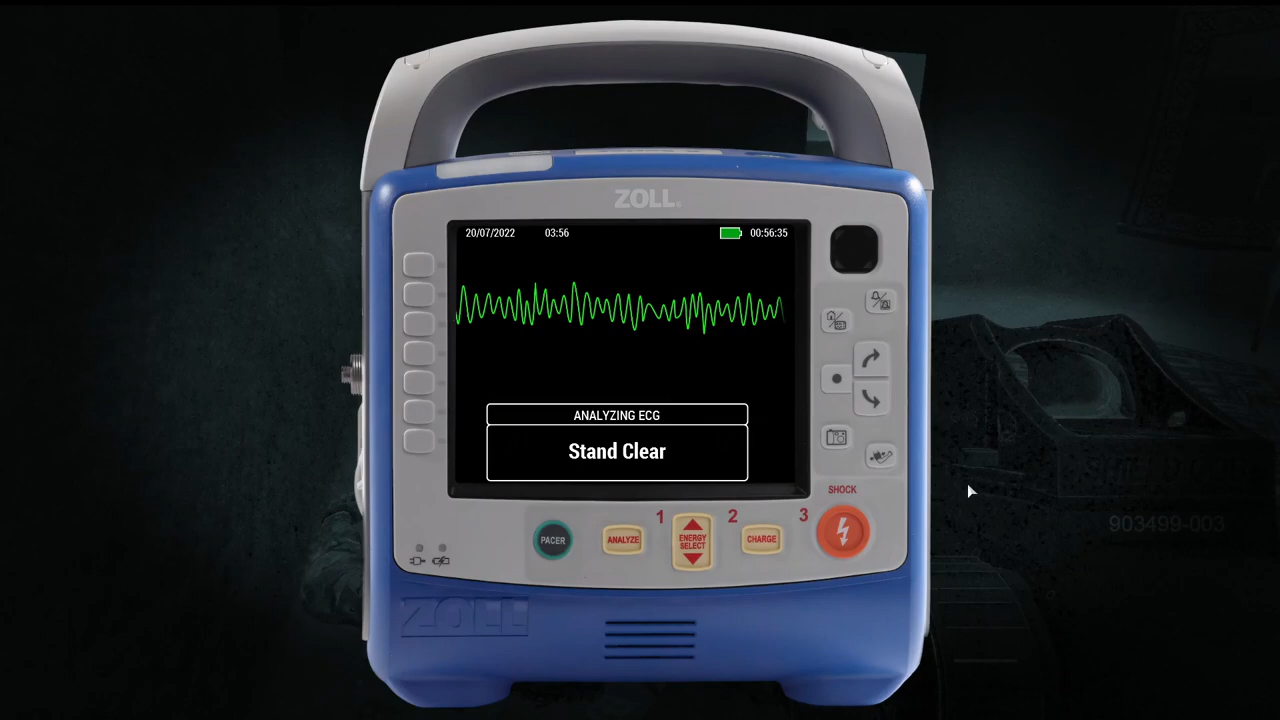 ZOLL
20/07/2022 03:56 00:56:35
ANALYZING ECG
Stand Clear
SHOCK
1 2 3
PACER ANALYZE ENERGY SELECT CHARGE
ZOLL
903499-003